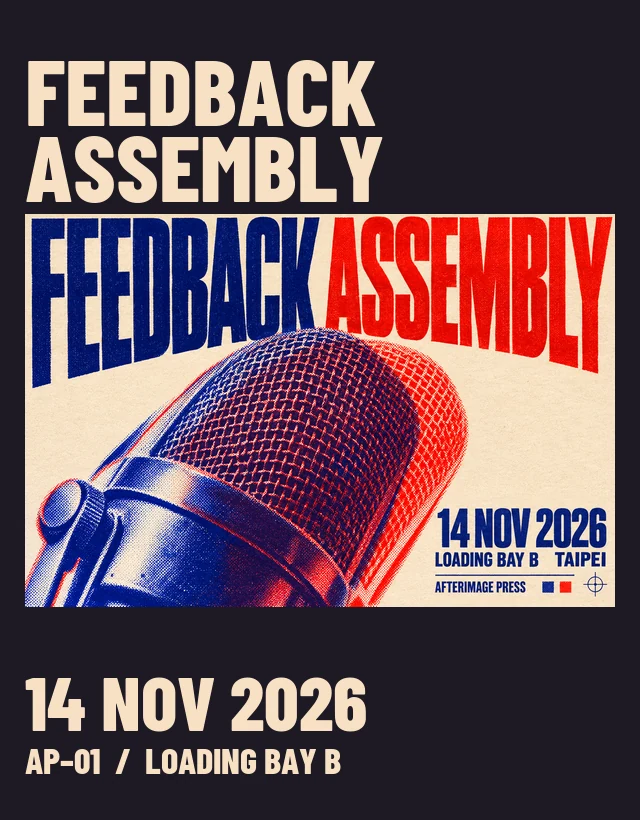 FEEDBACK
ASSEMBLY
FEEDBACK ASSEMBLY
14 NOV 2026
LOADING BAY B TAIPEI
AFTERIMAGE PRESS
14 NOV 2026
AP-01 / LOADING BAY B